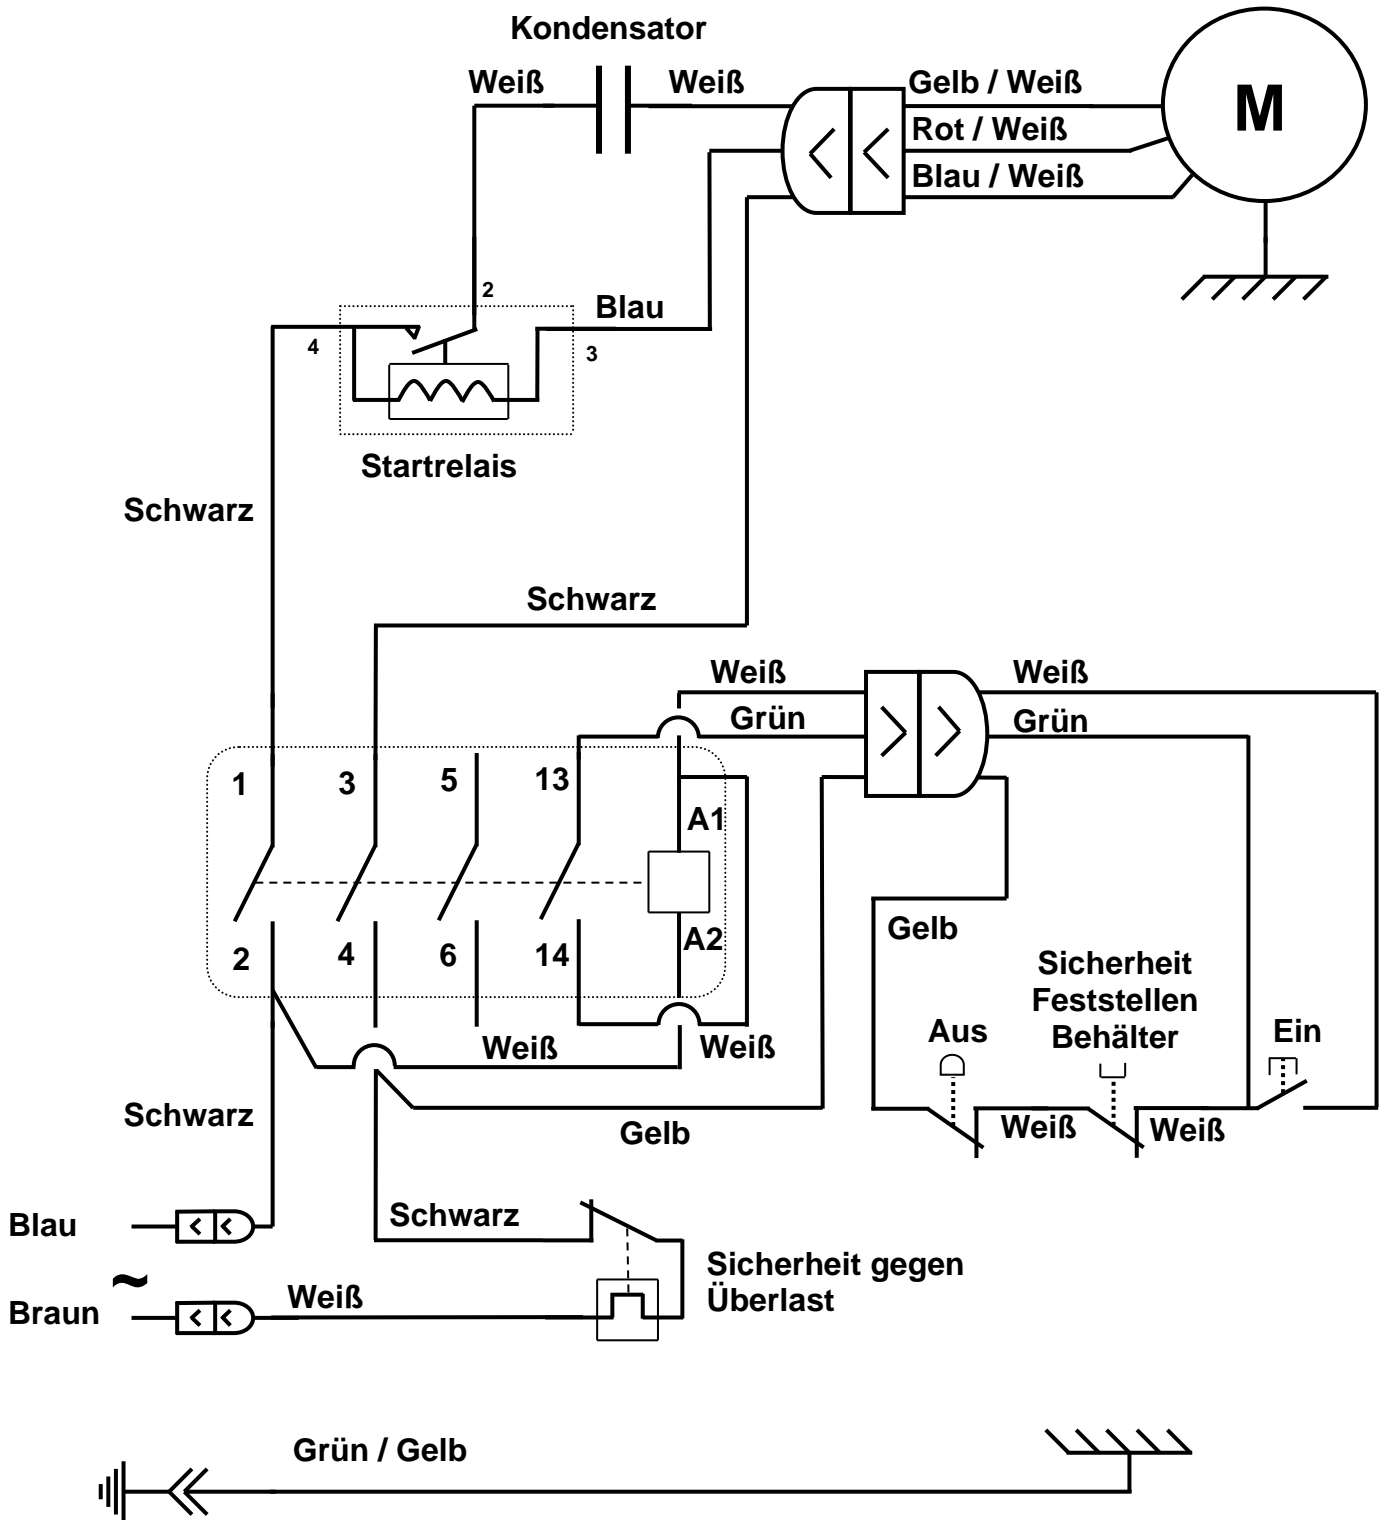 Kondensator
Weiß
Weiß
Gelb / Weiß
M
Rot / Weiß
Blau / Weiß
2
Blau
4
3
Startrelais
Schwarz
Schwarz
Weiß
Weiß
Grün
Grün
1
3
5
13
A1
2
4
6
14
A2
Gelb
Sicherheit
Feststellen
Behälter
Aus
Ein
Weiß
Weiß
Schwarz
Gelb
Weiß
Weiß
Schwarz
Blau
~
Sicherheit gegen
Überlast
Weiß
Braun
Grün / Gelb